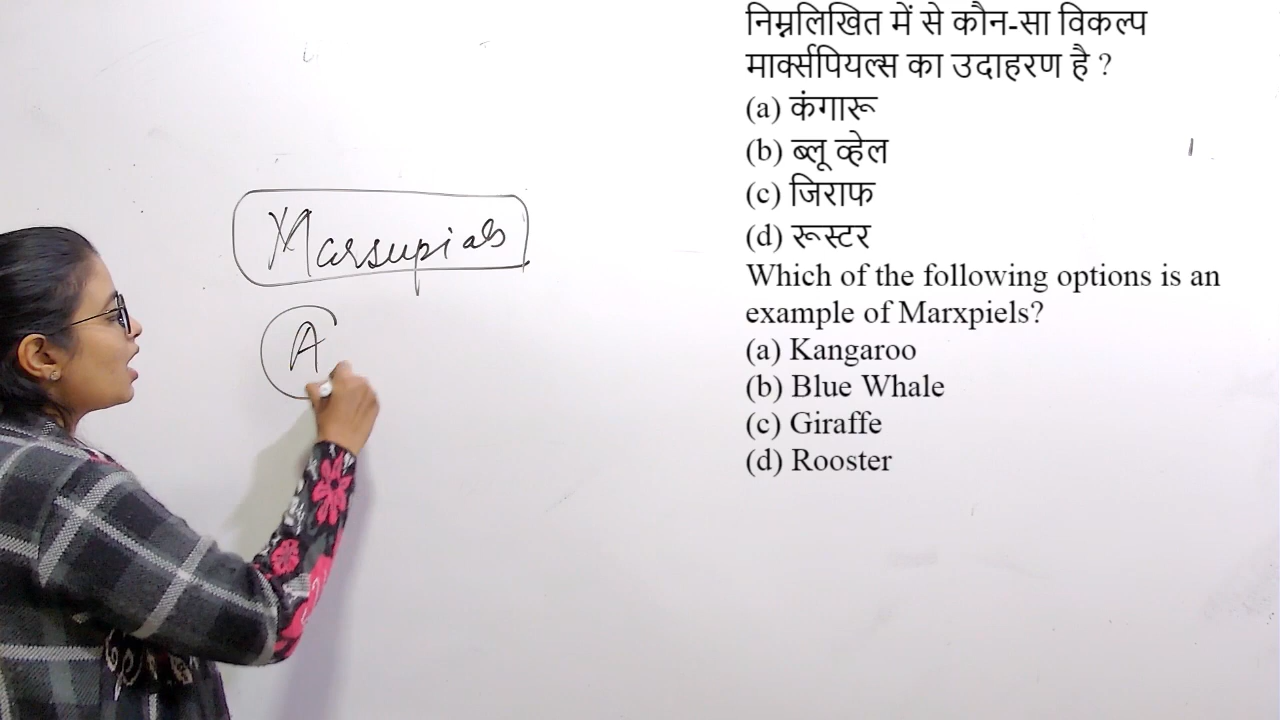 Marsupials
A
निम्नलिखित में से कौन-सा विकल्प
मार्क्सपियल्स का उदाहरण है ?
(a) कंगारू
(b) ब्लू व्हेल
(c) जिराफ
(d) रूस्टर
Which of the following options is an
example of Marxpiels?
(a) Kangaroo
(b) Blue Whale
(c) Giraffe
(d) Rooster